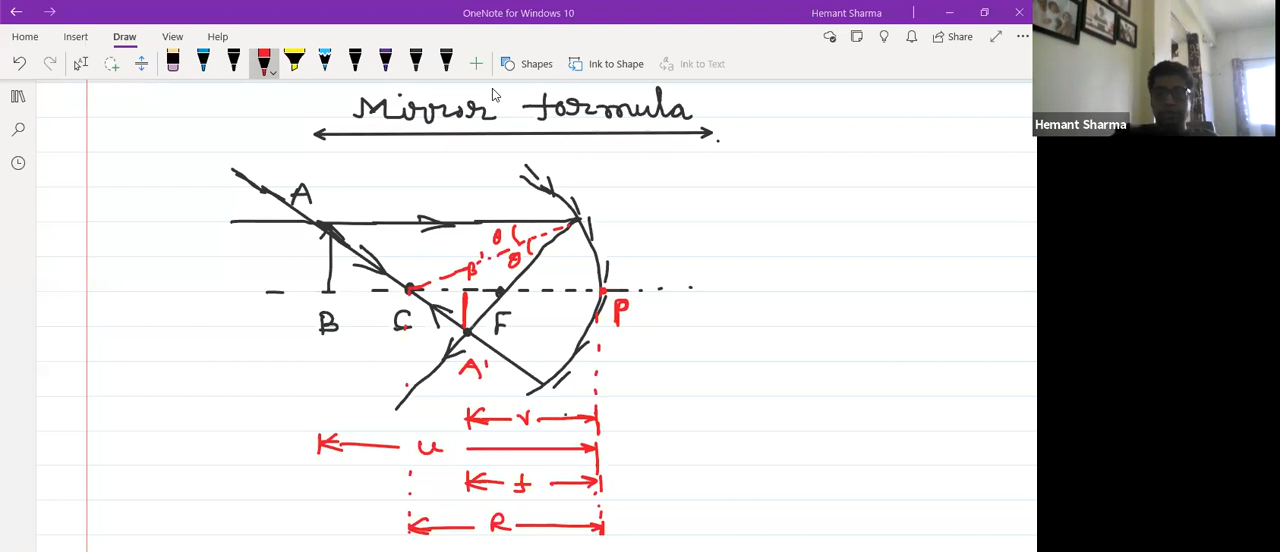 OneNote for Windows 10
Hemant Sharma
Home Insert Draw View Help
Share
Shapes Ink to Shape Ink to Text
Mirror formula
Hemant Sharma
A
θ
B' θ
B C F P
A'
v
u
f
R